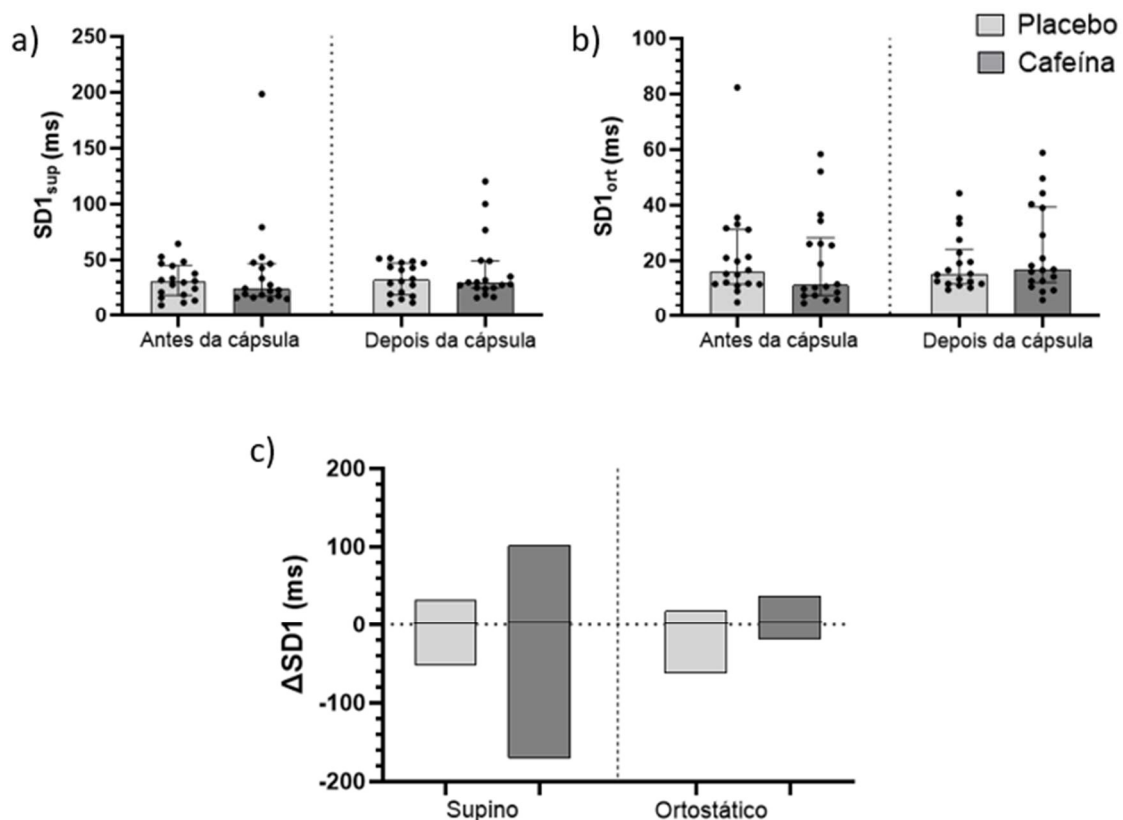 a)
250
200
150
100
50
0
SD1sup (ms)
Antes da cápsula
Depois da cápsula
b)
100
80
60
40
20
0
SD1ort (ms)
Antes da cápsula
Depois da cápsula
Placebo
Cafeína
c)
200
100
0
-100
-200
ΔSD1 (ms)
Supino
Ortostático